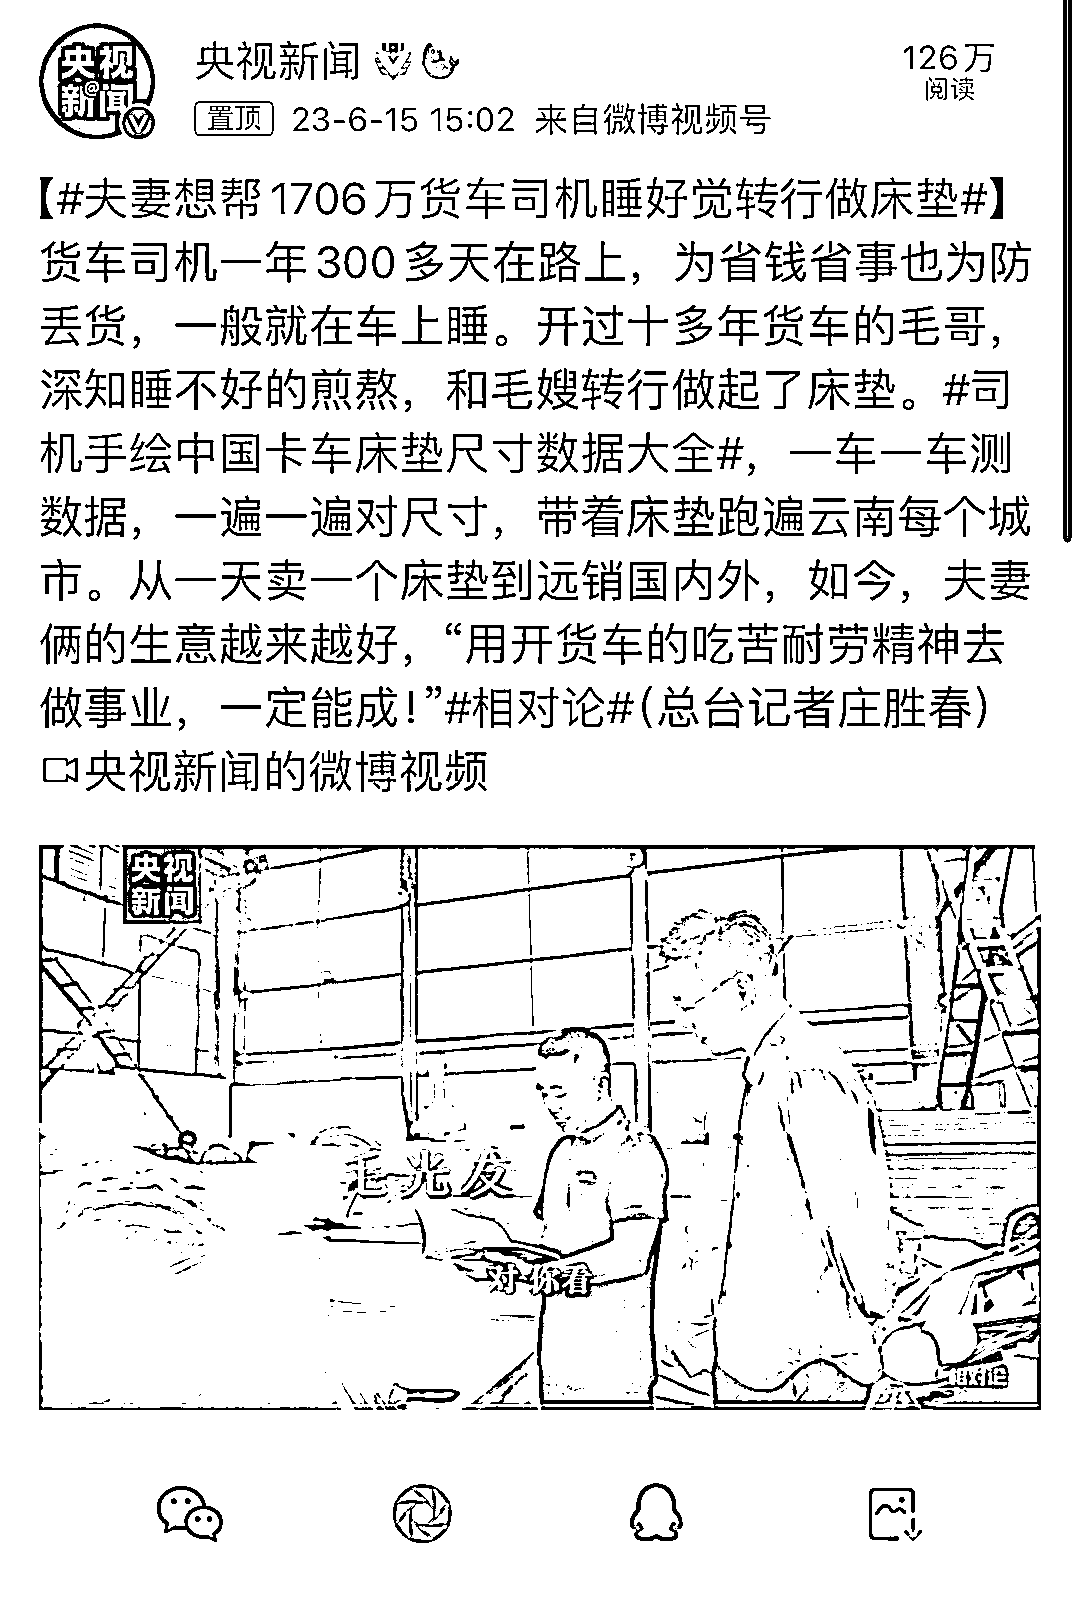 央视
新闻
央视新闻
126万
阅读
置顶 23-6-15 15:02 来自微博视频号
【#夫妻想帮1706万货车司机睡好觉转行做床垫#】
货车司机一年300多天在路上，为省钱省事也为防
丢货，一般就在车上睡。开过十多年货车的毛哥，
深知睡不好的煎熬，和毛嫂转行做起了床垫。#司
机手绘中国卡车床垫尺寸数据大全#，一车一车测
数据，一遍一遍对尺寸，带着床垫跑遍云南每个城
市。从一天卖一个床垫到远销国内外，如今，夫妻
俩的生意越来越好，“用开货车的吃苦耐劳精神去
做事业，一定能成！”#相对论#(总台记者庄胜春)
央视新闻的微博视频
央视
新闻
毛光友
对你看
相对论